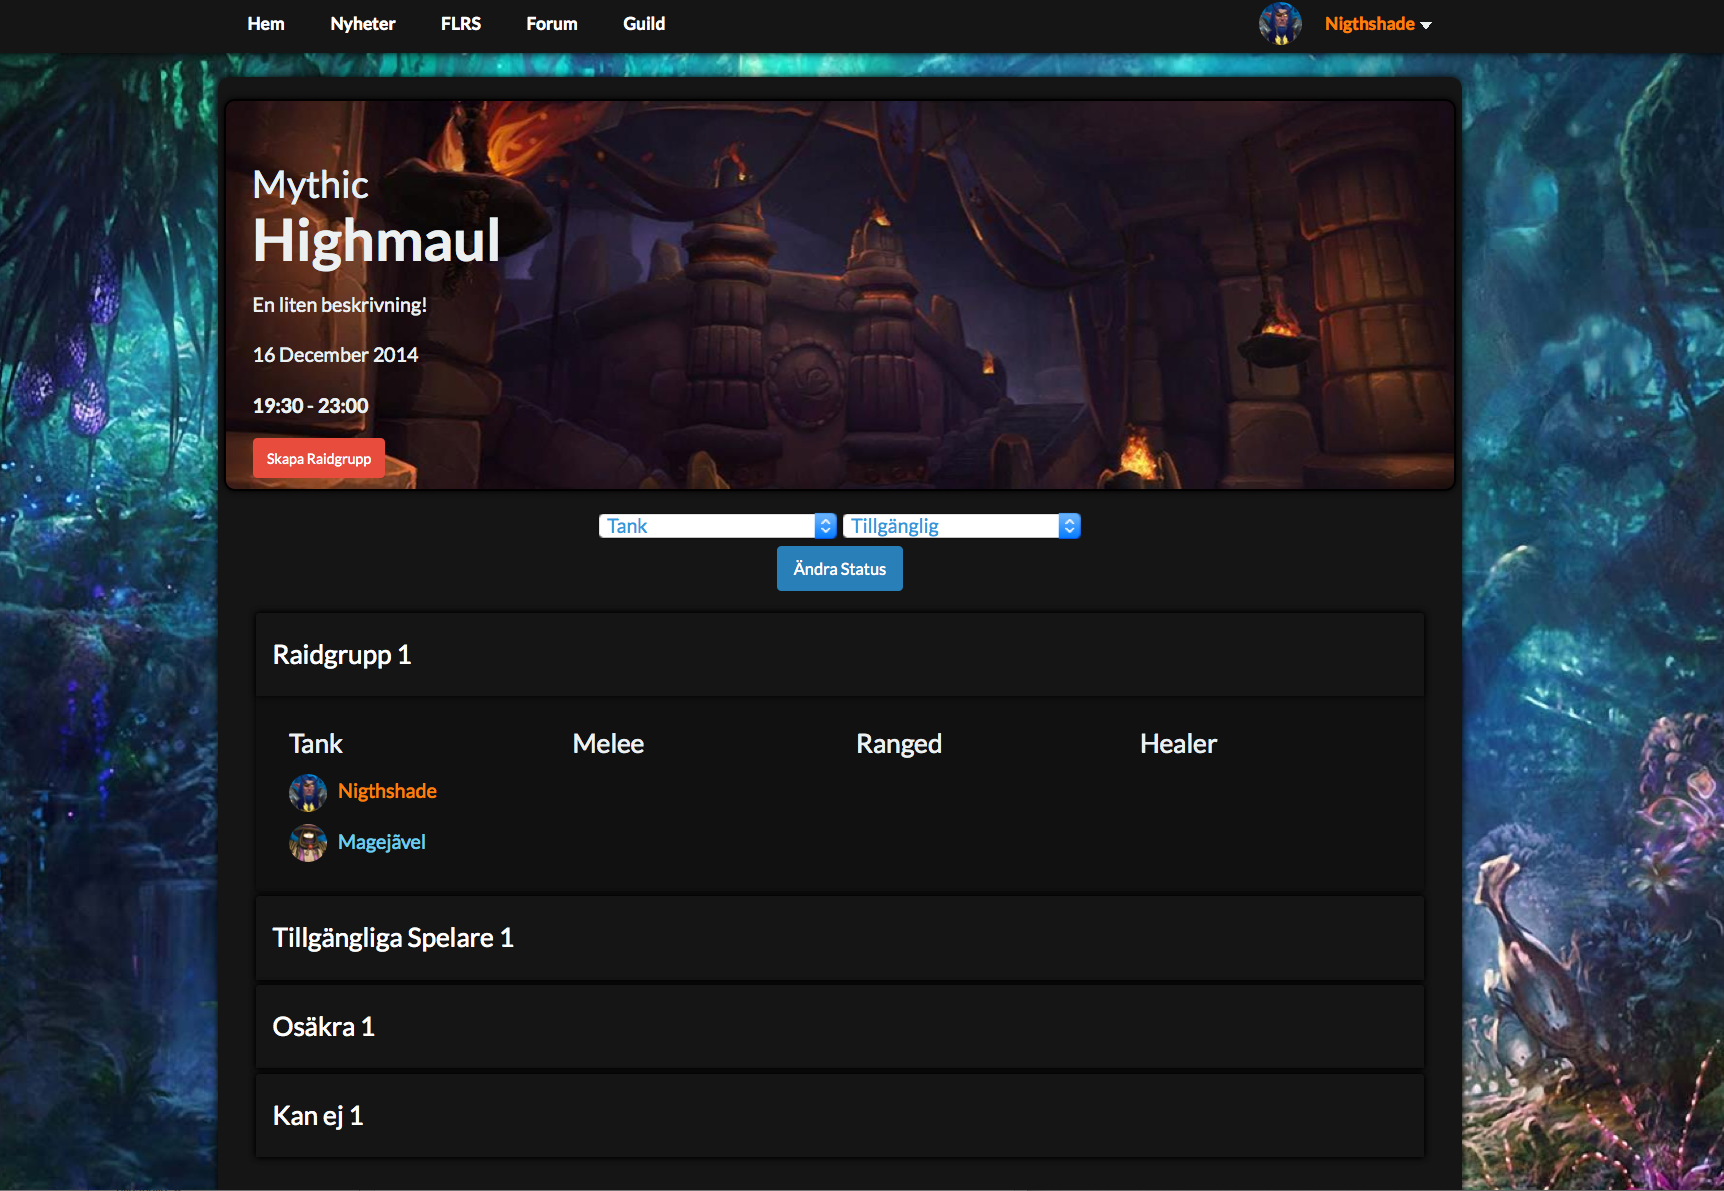 Hem Nyheter FLRS Forum Guild Nigthshade
Mythic
Highmaul
En liten beskrivning!
16 December 2014
19:30 - 23:00
Skapa Raidgrupp
Tank Tillgänglig
Ändra Status
Raidgrupp 1
Tank Melee Ranged Healer
Nigthshade
Magejãvel
Tillgängliga Spelare 1
Osäkra 1
Kan ej 1